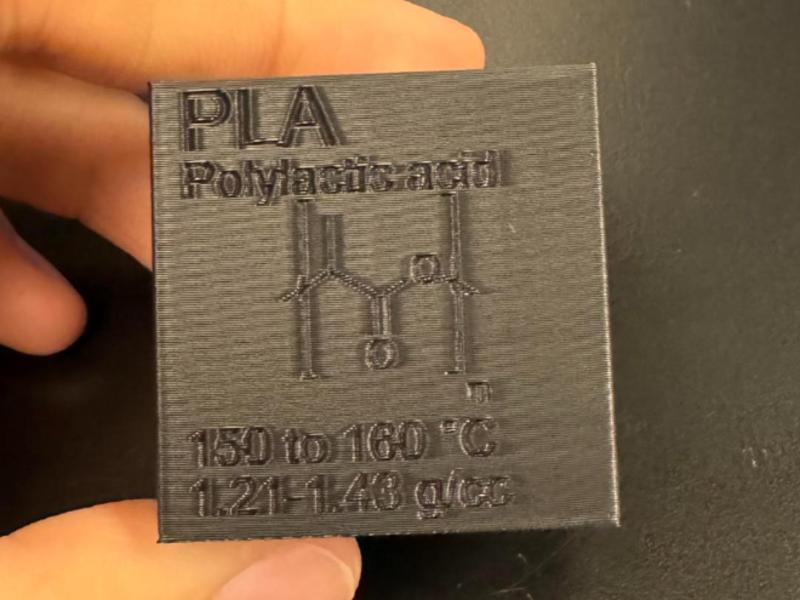 PLA
Polylactic acid
O
O
n
150 to 160 °C
1.21-1.43 g/cc